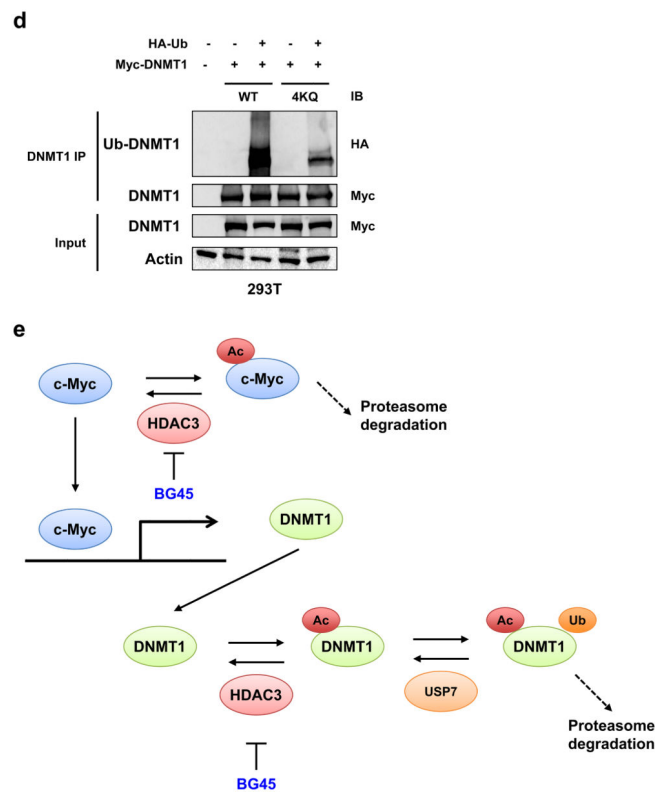 d
HA-Ub - - + - +
Myc-DNMT1 - + + + +
WT 4KQ IB
DNMT1 IP Ub-DNMT1 HA
DNMT1 Myc
Input DNMT1 Myc
Actin
293T
e
c-Myc Ac c-Myc
HDAC3
Proteasome
degradation
BG45
c-Myc DNMT1
DNMT1 Ac DNMT1 Ac DNMT1 Ub
HDAC3 USP7
Proteasome
degradation
BG45